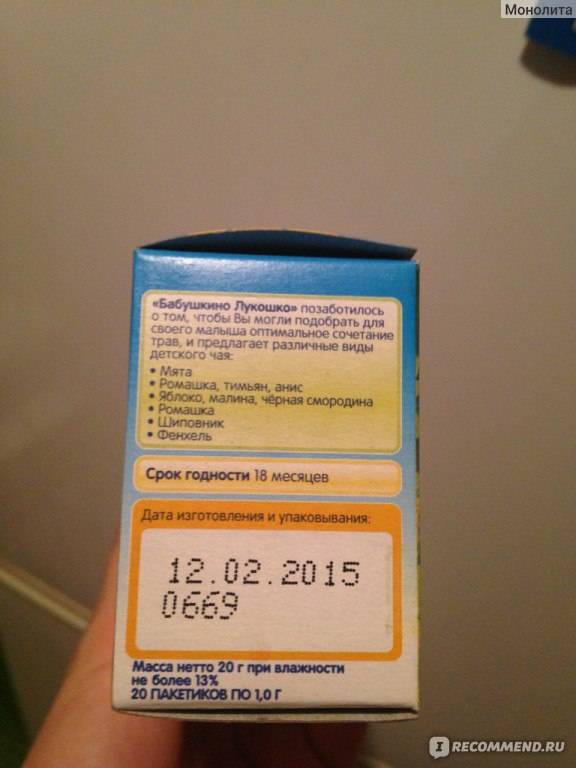 Монолита
«Бабушкино Лукошко» позаботилось
о том, чтобы Вы могли подобрать для
своего малыша оптимальное сочетание
трав, и предлагает различные виды
детского чая:
• Мята
• Ромашка, тимьян, анис
• Яблоко, малина, чёрная смородина
• Ромашка
• Шиповник
• Фенхель
Срок годности 18 месяцев
Дата изготовления и упаковывания:
12.02.2015
0669
Масса нетто 20 г при влажности
не более 13%
20 ПАКЕТИКОВ ПО 1,0 Г
IRECOMMEND.RU